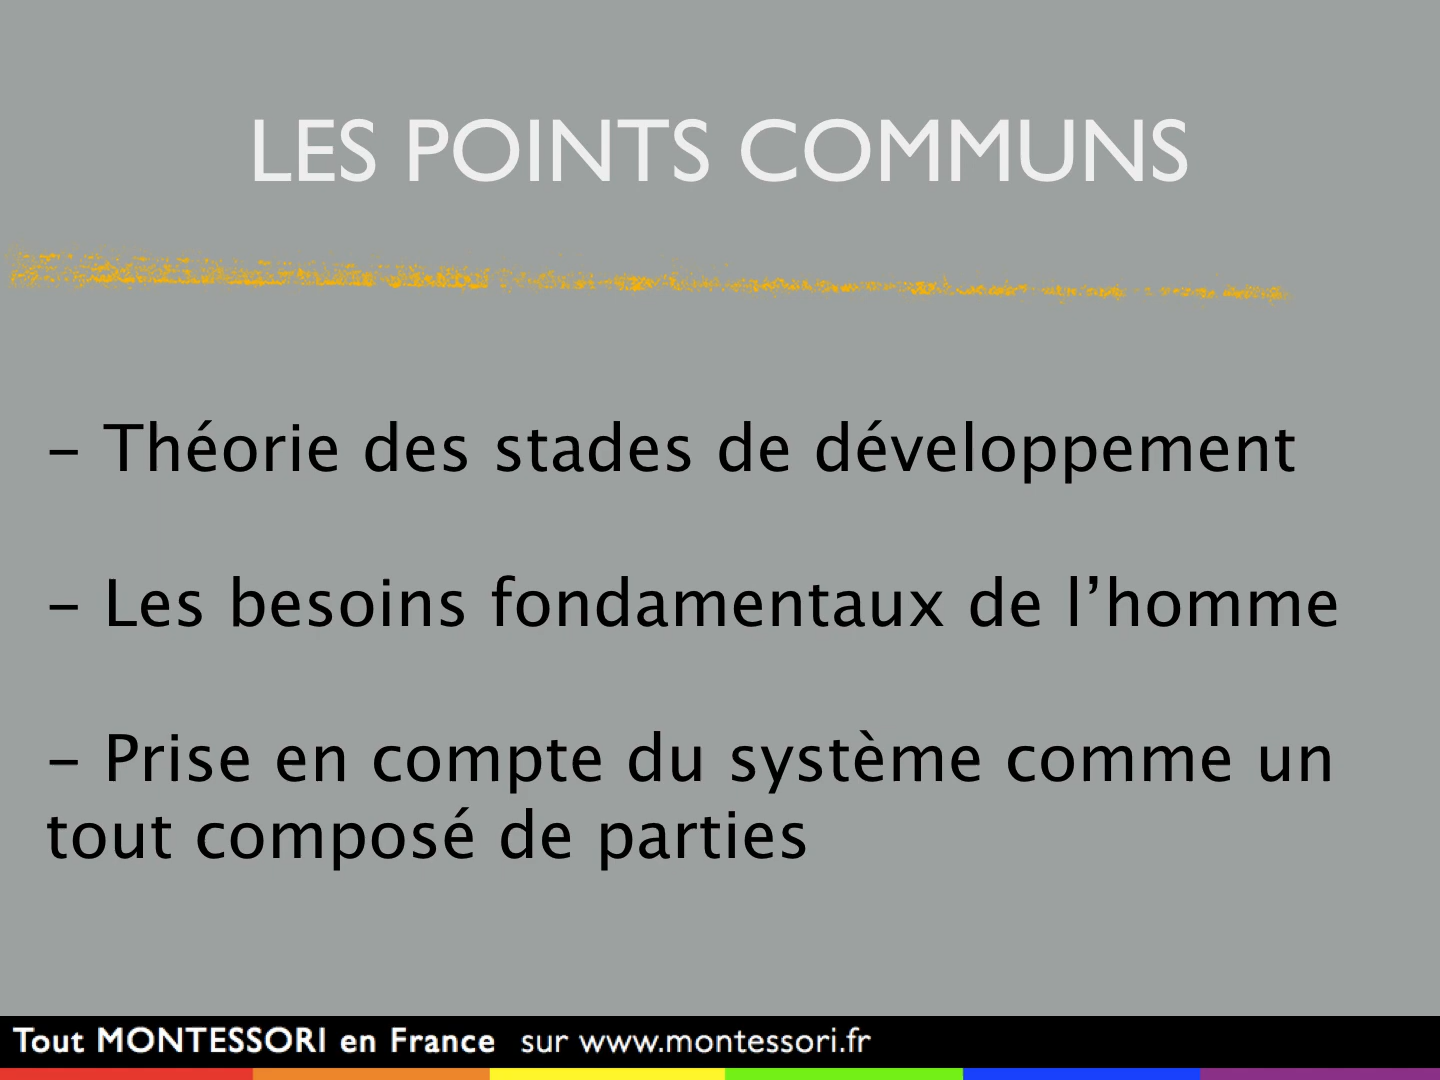 LES POINTS COMMUNS
- Théorie des stades de développement
- Les besoins fondamentaux de l’homme
- Prise en compte du système comme un
tout composé de parties
Tout MONTESSORI en France sur www.montessori.fr